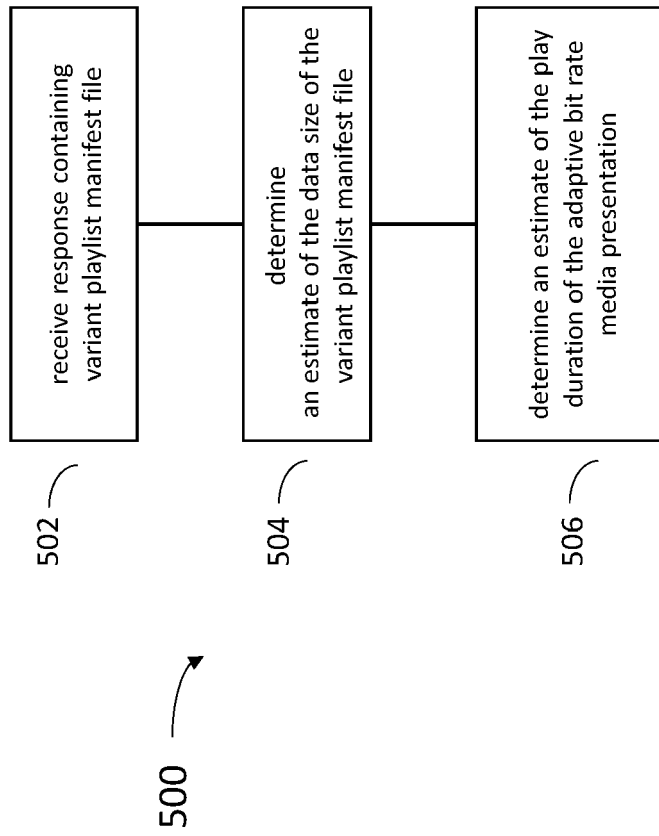 500
502
receive response containing
variant playlist manifest file
504
determine
an estimate of the data size of the
variant playlist manifest file
506
determine an estimate of the play
duration of the adaptive bit rate
media presentation